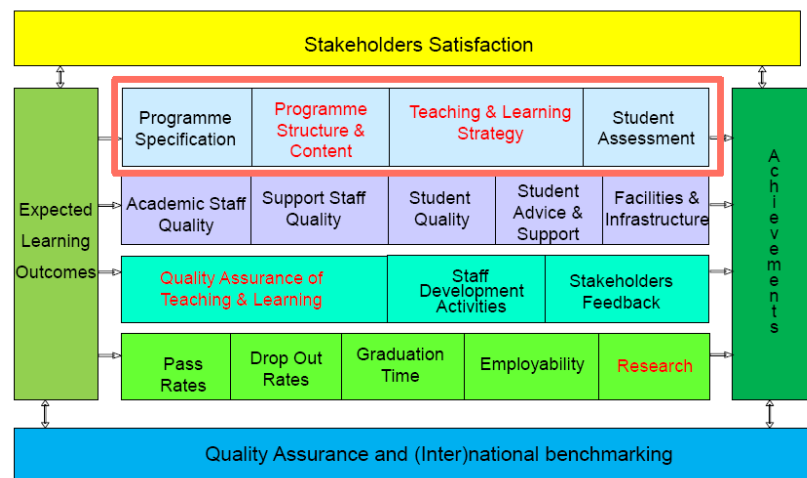 Stakeholders Satisfaction
Expected
Learning
Outcomes
Programme
Specification
Programme
Structure &
Content
Teaching & Learning
Strategy
Student
Assessment
Academic Staff
Quality
Support Staff
Quality
Student
Quality
Student
Advice &
Support
Facilities &
Infrastructure
Quality Assurance of
Teaching & Learning
Staff
Development
Activities
Stakeholders
Feedback
Pass
Rates
Drop Out
Rates
Graduation
Time
Employability
Research
Achievements
Quality Assurance and (Inter)national benchmarking